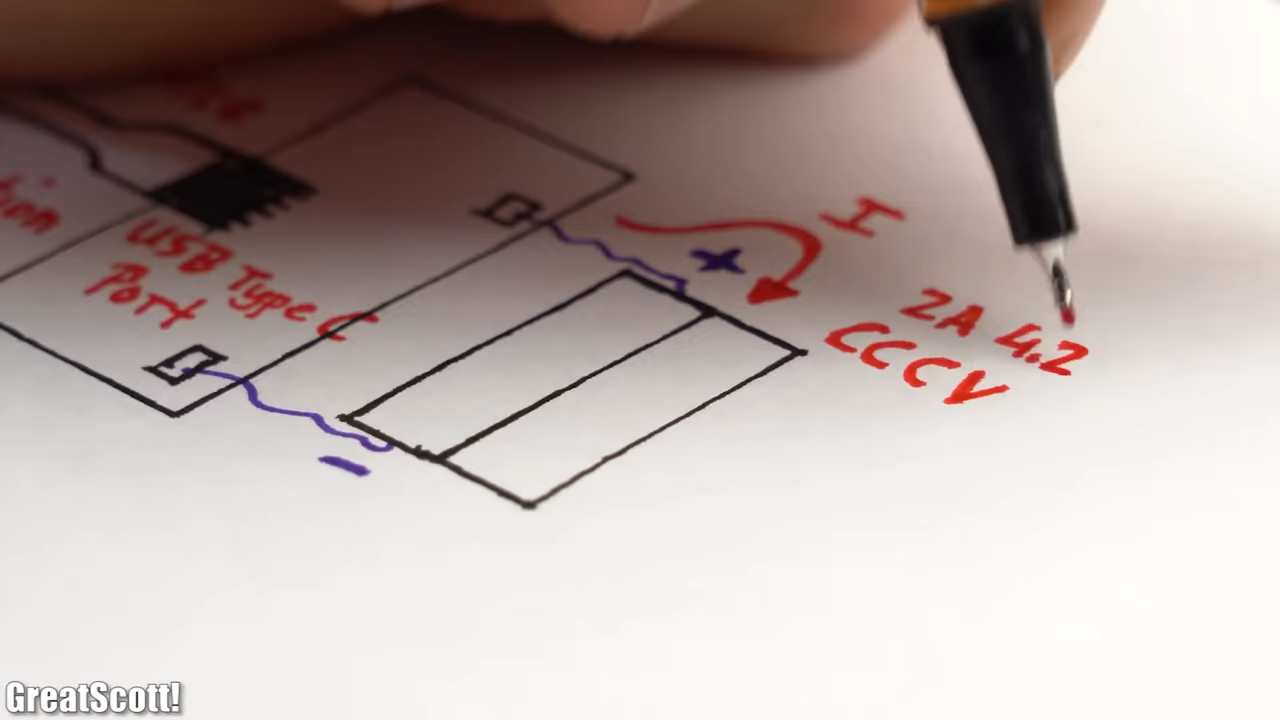 USB Type C
Port
+
I
2A 4.2
CCCV
-
GreatScott!